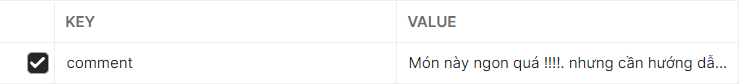 KEY VALUE
comment Món này ngon quá !!!!. nhưng cần hướng dẫ...